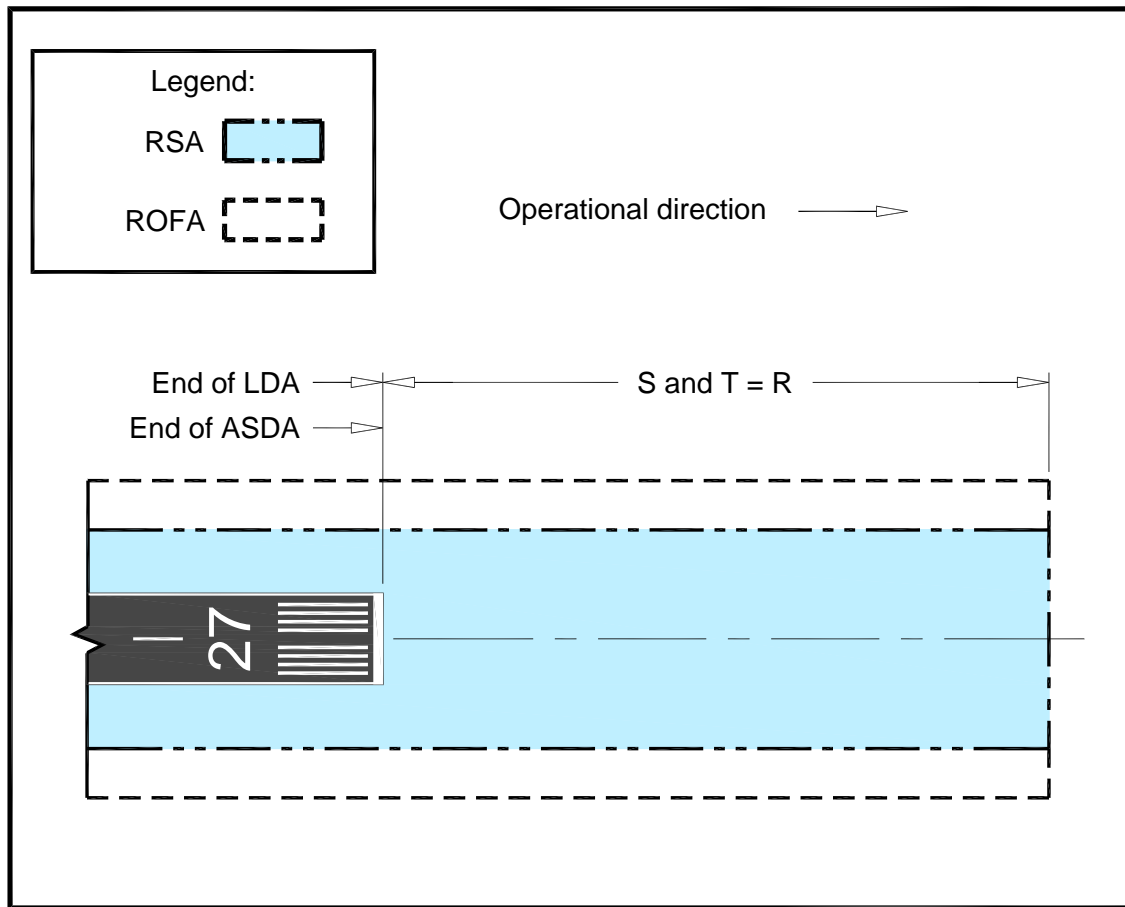 Legend:
RSA
ROFA
Operational direction
End of LDA
S and T = R
End of ASDA
27